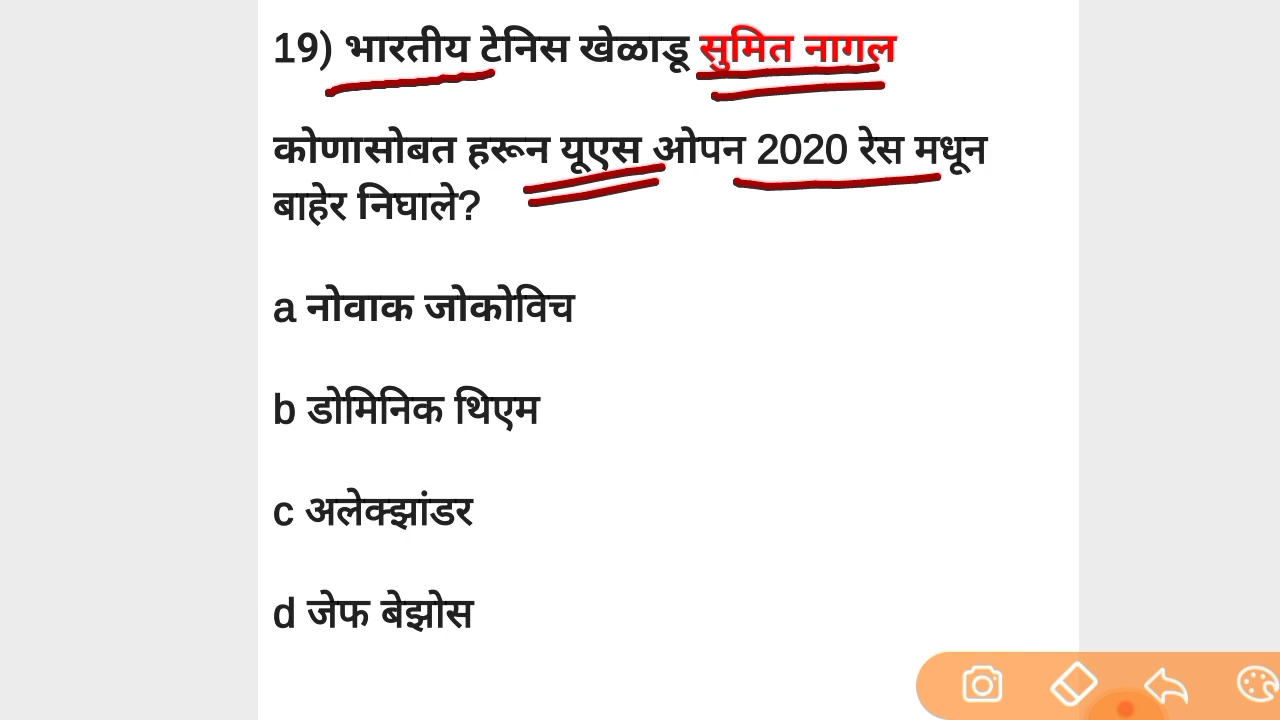 19) भारतीय टेनिस खेळाडू सुमित नागल
कोणासोबत हरून यूएस ओपन 2020 रेस मधून
बाहेर निघाले?
a नोवाक जोकोविच
b डोमिनिक थिएम
c अलेक्झांडर
d जेफ बेझोस